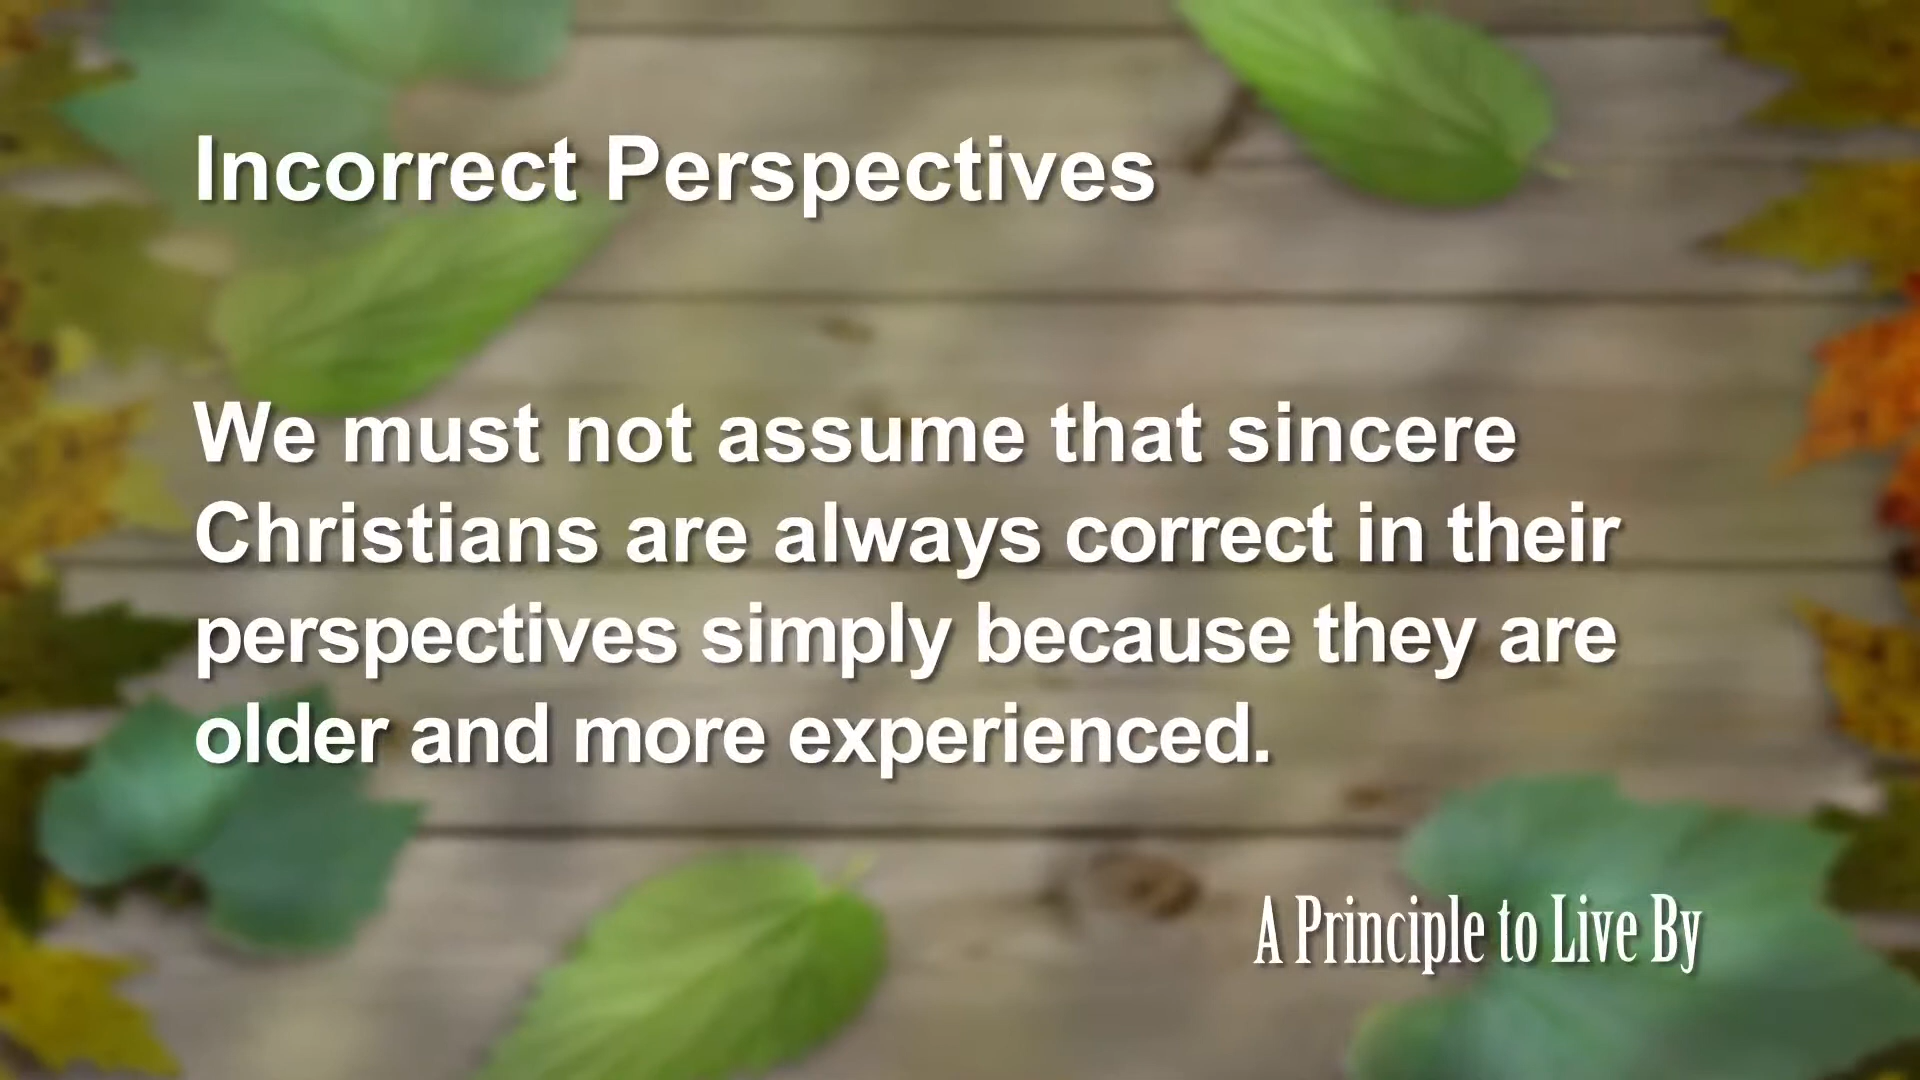 Incorrect Perspectives
We must not assume that sincere
Christians are always correct in their
perspectives simply because they are
older and more experienced.
A Principle to Live By